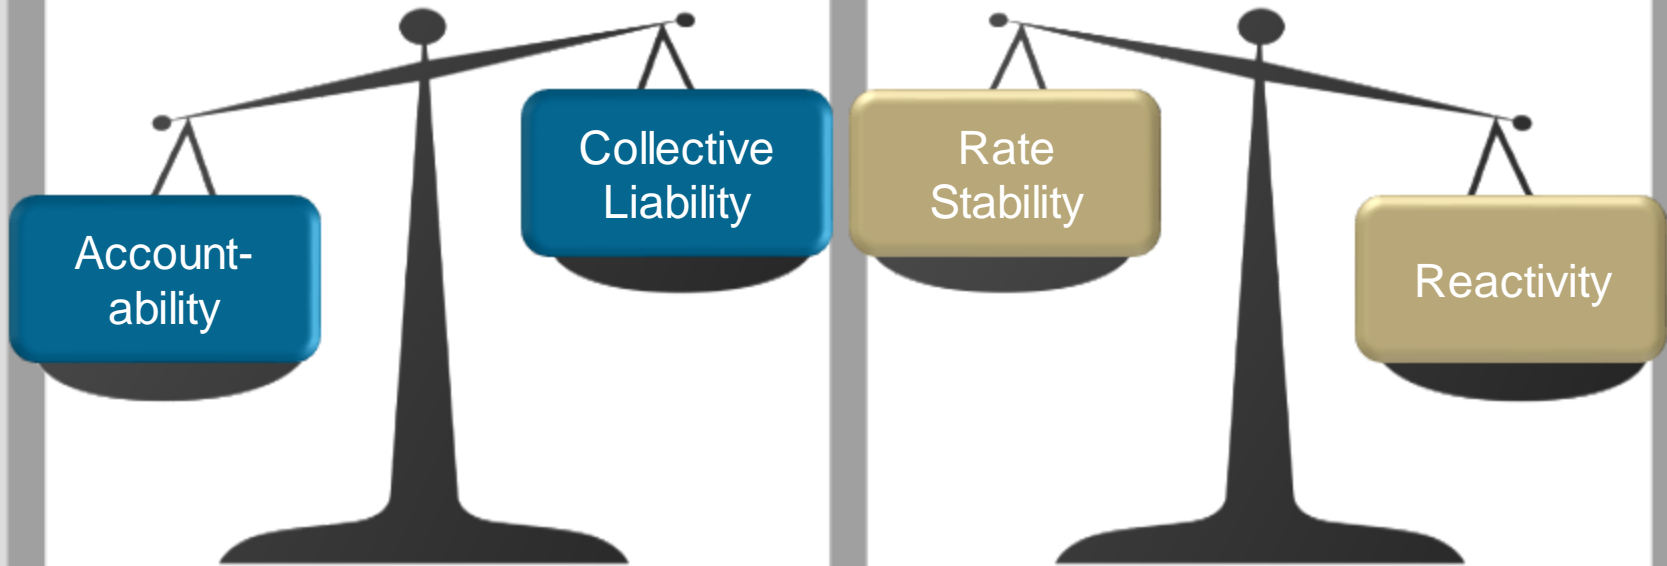 Account-
ability
Collective
Liability
Rate
Stability
Reactivity